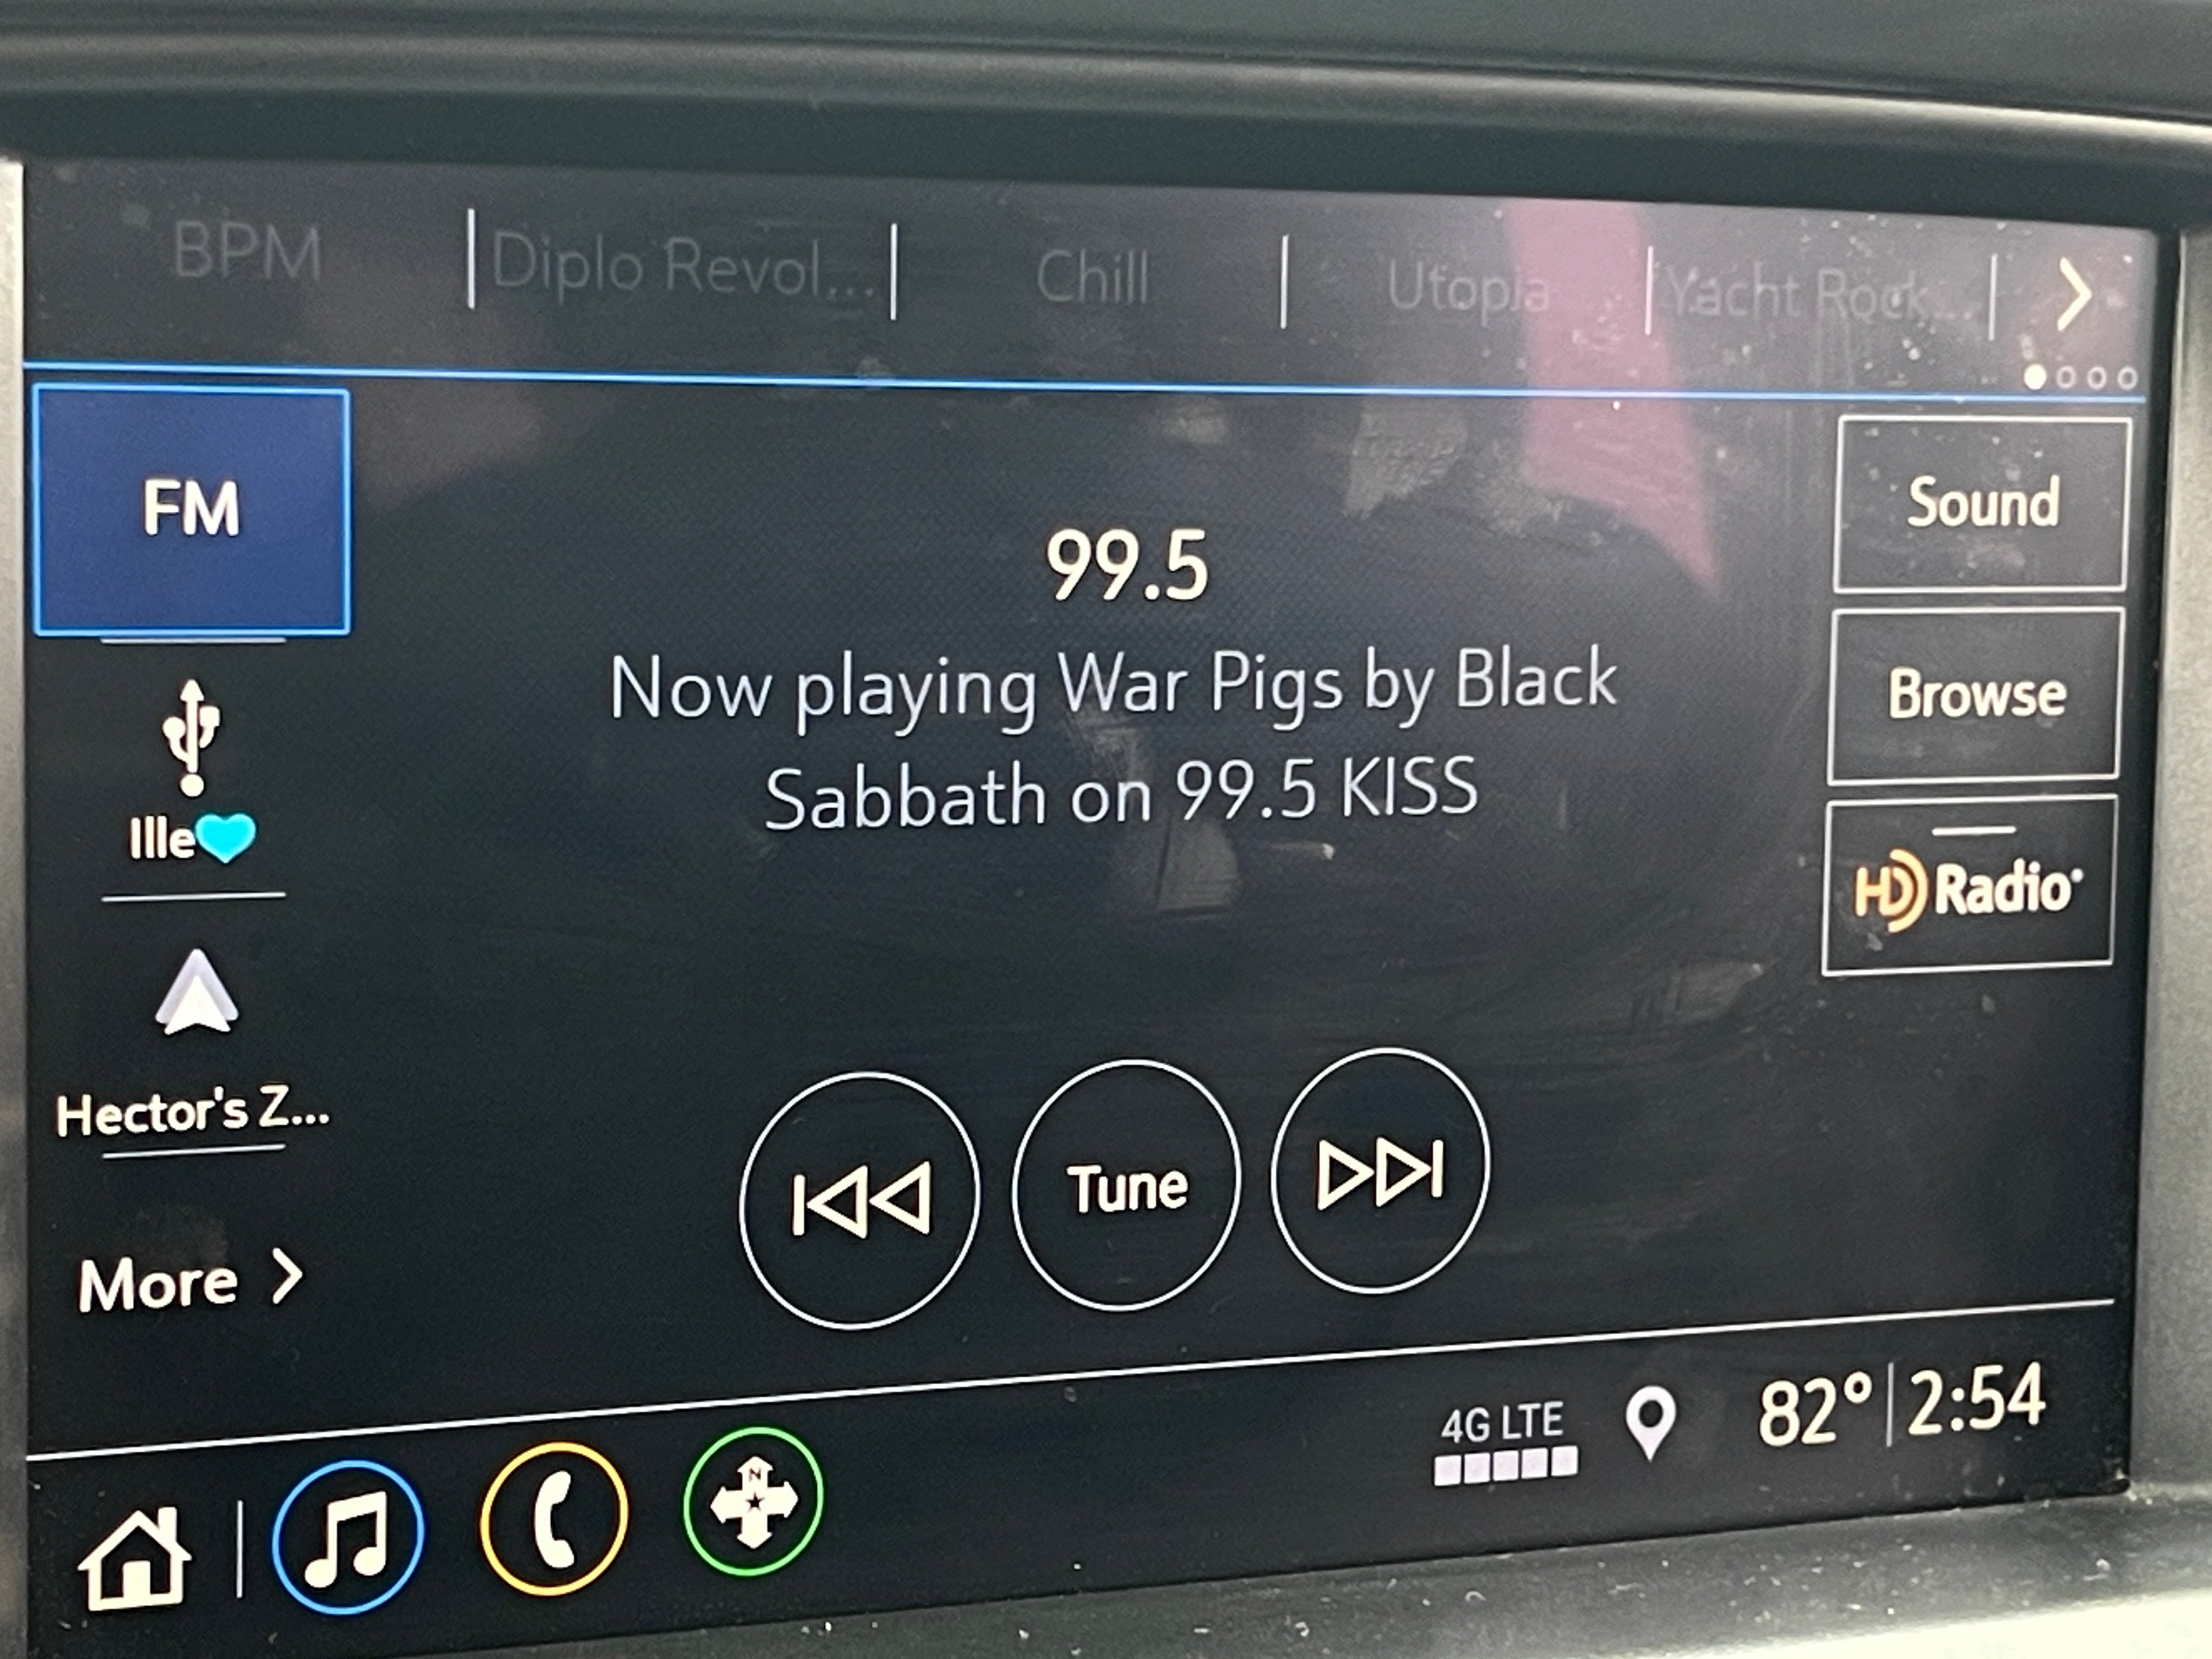 BPM
Diplo Revol...
Chill
Utopia
Yacht Rock...
FM
Sound
99.5
Browse
Now playing War Pigs by Black
Sabbath on 99.5 KISS
Ille
HD Radio
Hector's Z...
Tune
More
4G LTE
82° 2:54
N